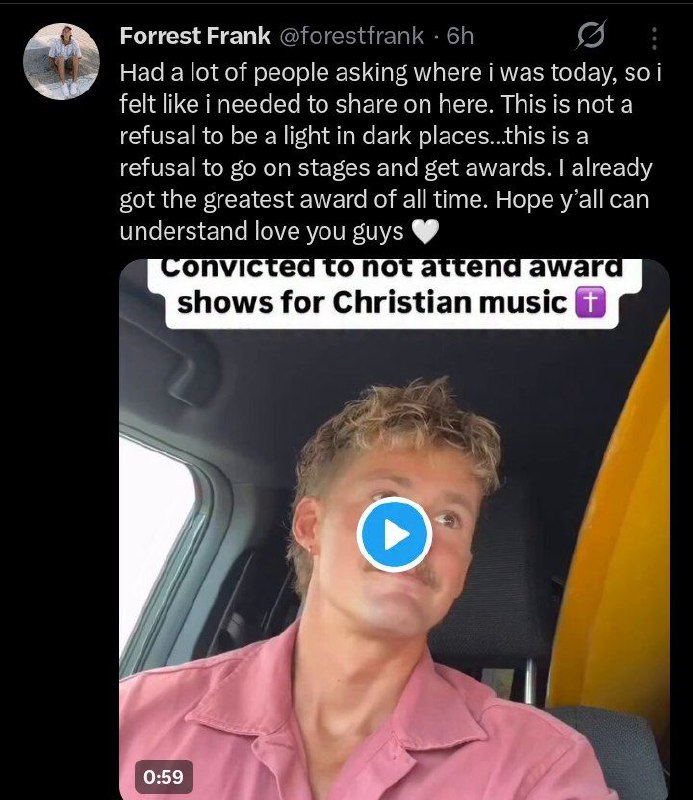 Forrest Frank @forestfrank · 6h
Had a lot of people asking where i was today, so i
felt like i needed to share on here. This is not a
refusal to be a light in dark places...this is a
refusal to go on stages and get awards. I already
got the greatest award of all time. Hope y'all can
understand love you guys 🤍
Convicted to not attend award
shows for Christian music ✝️
0:59